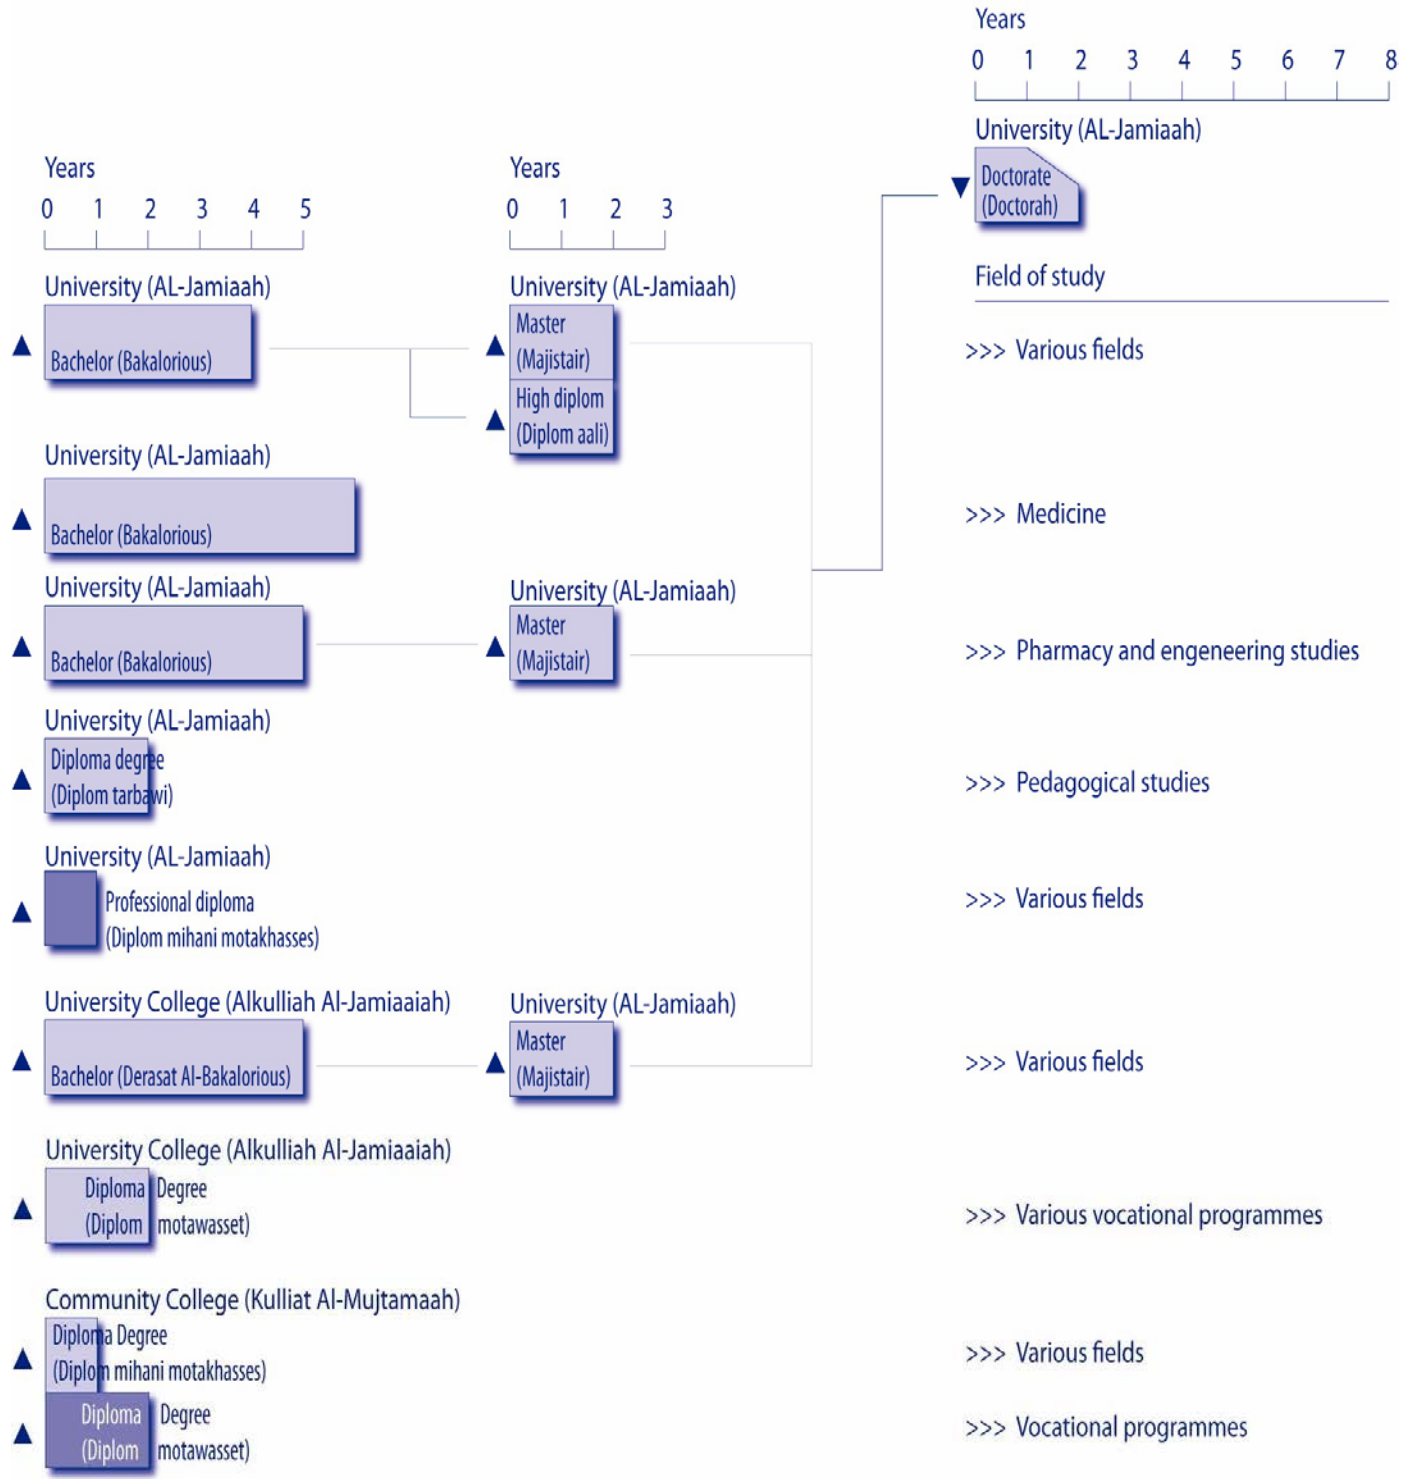 Years
0 1 2 3 4 5 6 7 8
University (AL-Jamiaah)
Doctorate
(Doctorah)
Field of study
Years
0 1 2 3 4 5
Years
0 1 2 3
University (AL-Jamiaah)
Bachelor (Bakalorious)
University (AL-Jamiaah)
Master
(Majistair)
High diplom
(Diplom aali)
>>> Various fields
University (AL-Jamiaah)
Bachelor (Bakalorious)
>>> Medicine
University (AL-Jamiaah)
Bachelor (Bakalorious)
University (AL-Jamiaah)
Master
(Majistair)
>>> Pharmacy and engeneering studies
University (AL-Jamiaah)
Diploma degree
(Diplom tarbawi)
>>> Pedagogical studies
University (AL-Jamiaah)
Professional diploma
(Diplom mihani motakhasses)
>>> Various fields
University College (Alkulliah Al-Jamiaaiah)
Bachelor (Derasat Al-Bakalorious)
University (AL-Jamiaah)
Master
(Majistair)
>>> Various fields
University College (Alkulliah Al-Jamiaaiah)
Diploma Degree
(Diplom motawasset)
>>> Various vocational programmes
Community College (Kulliat Al-Mujtamaah)
Diploma Degree
(Diplom mihani motakhasses)
>>> Various fields
Diploma Degree
(Diplom motawasset)
>>> Vocational programmes